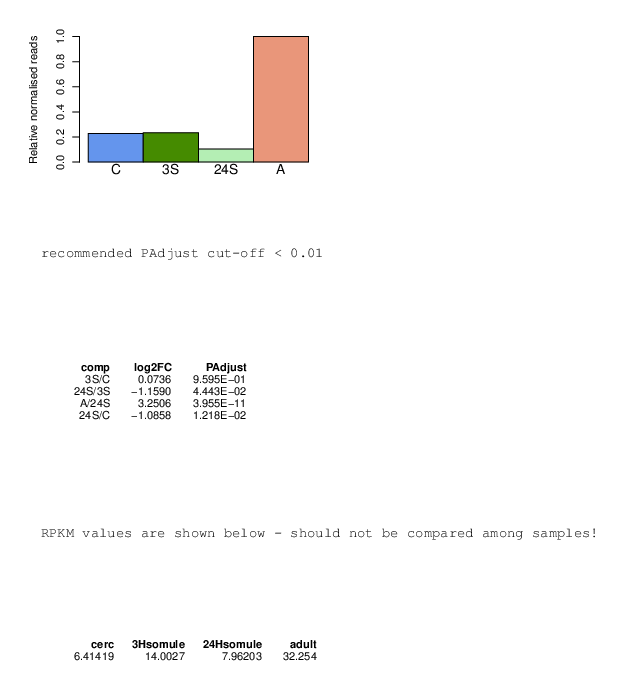 Relative normalised reads
1.0
0.8
0.6
0.4
0.2
0.0
C 3S 24S A
recommended PAdjust cut-off < 0.01
comp log2FC PAdjust
3S/C 0.0736 9.595E−01
24S/3S −1.1590 4.443E−02
A/24S 3.2506 3.955E−11
24S/C −1.0858 1.218E−02
RPKM values are shown below - should not be compared among samples!
cerc 3Hsomule 24Hsomule adult
6.41419 14.0027 7.96203 32.254